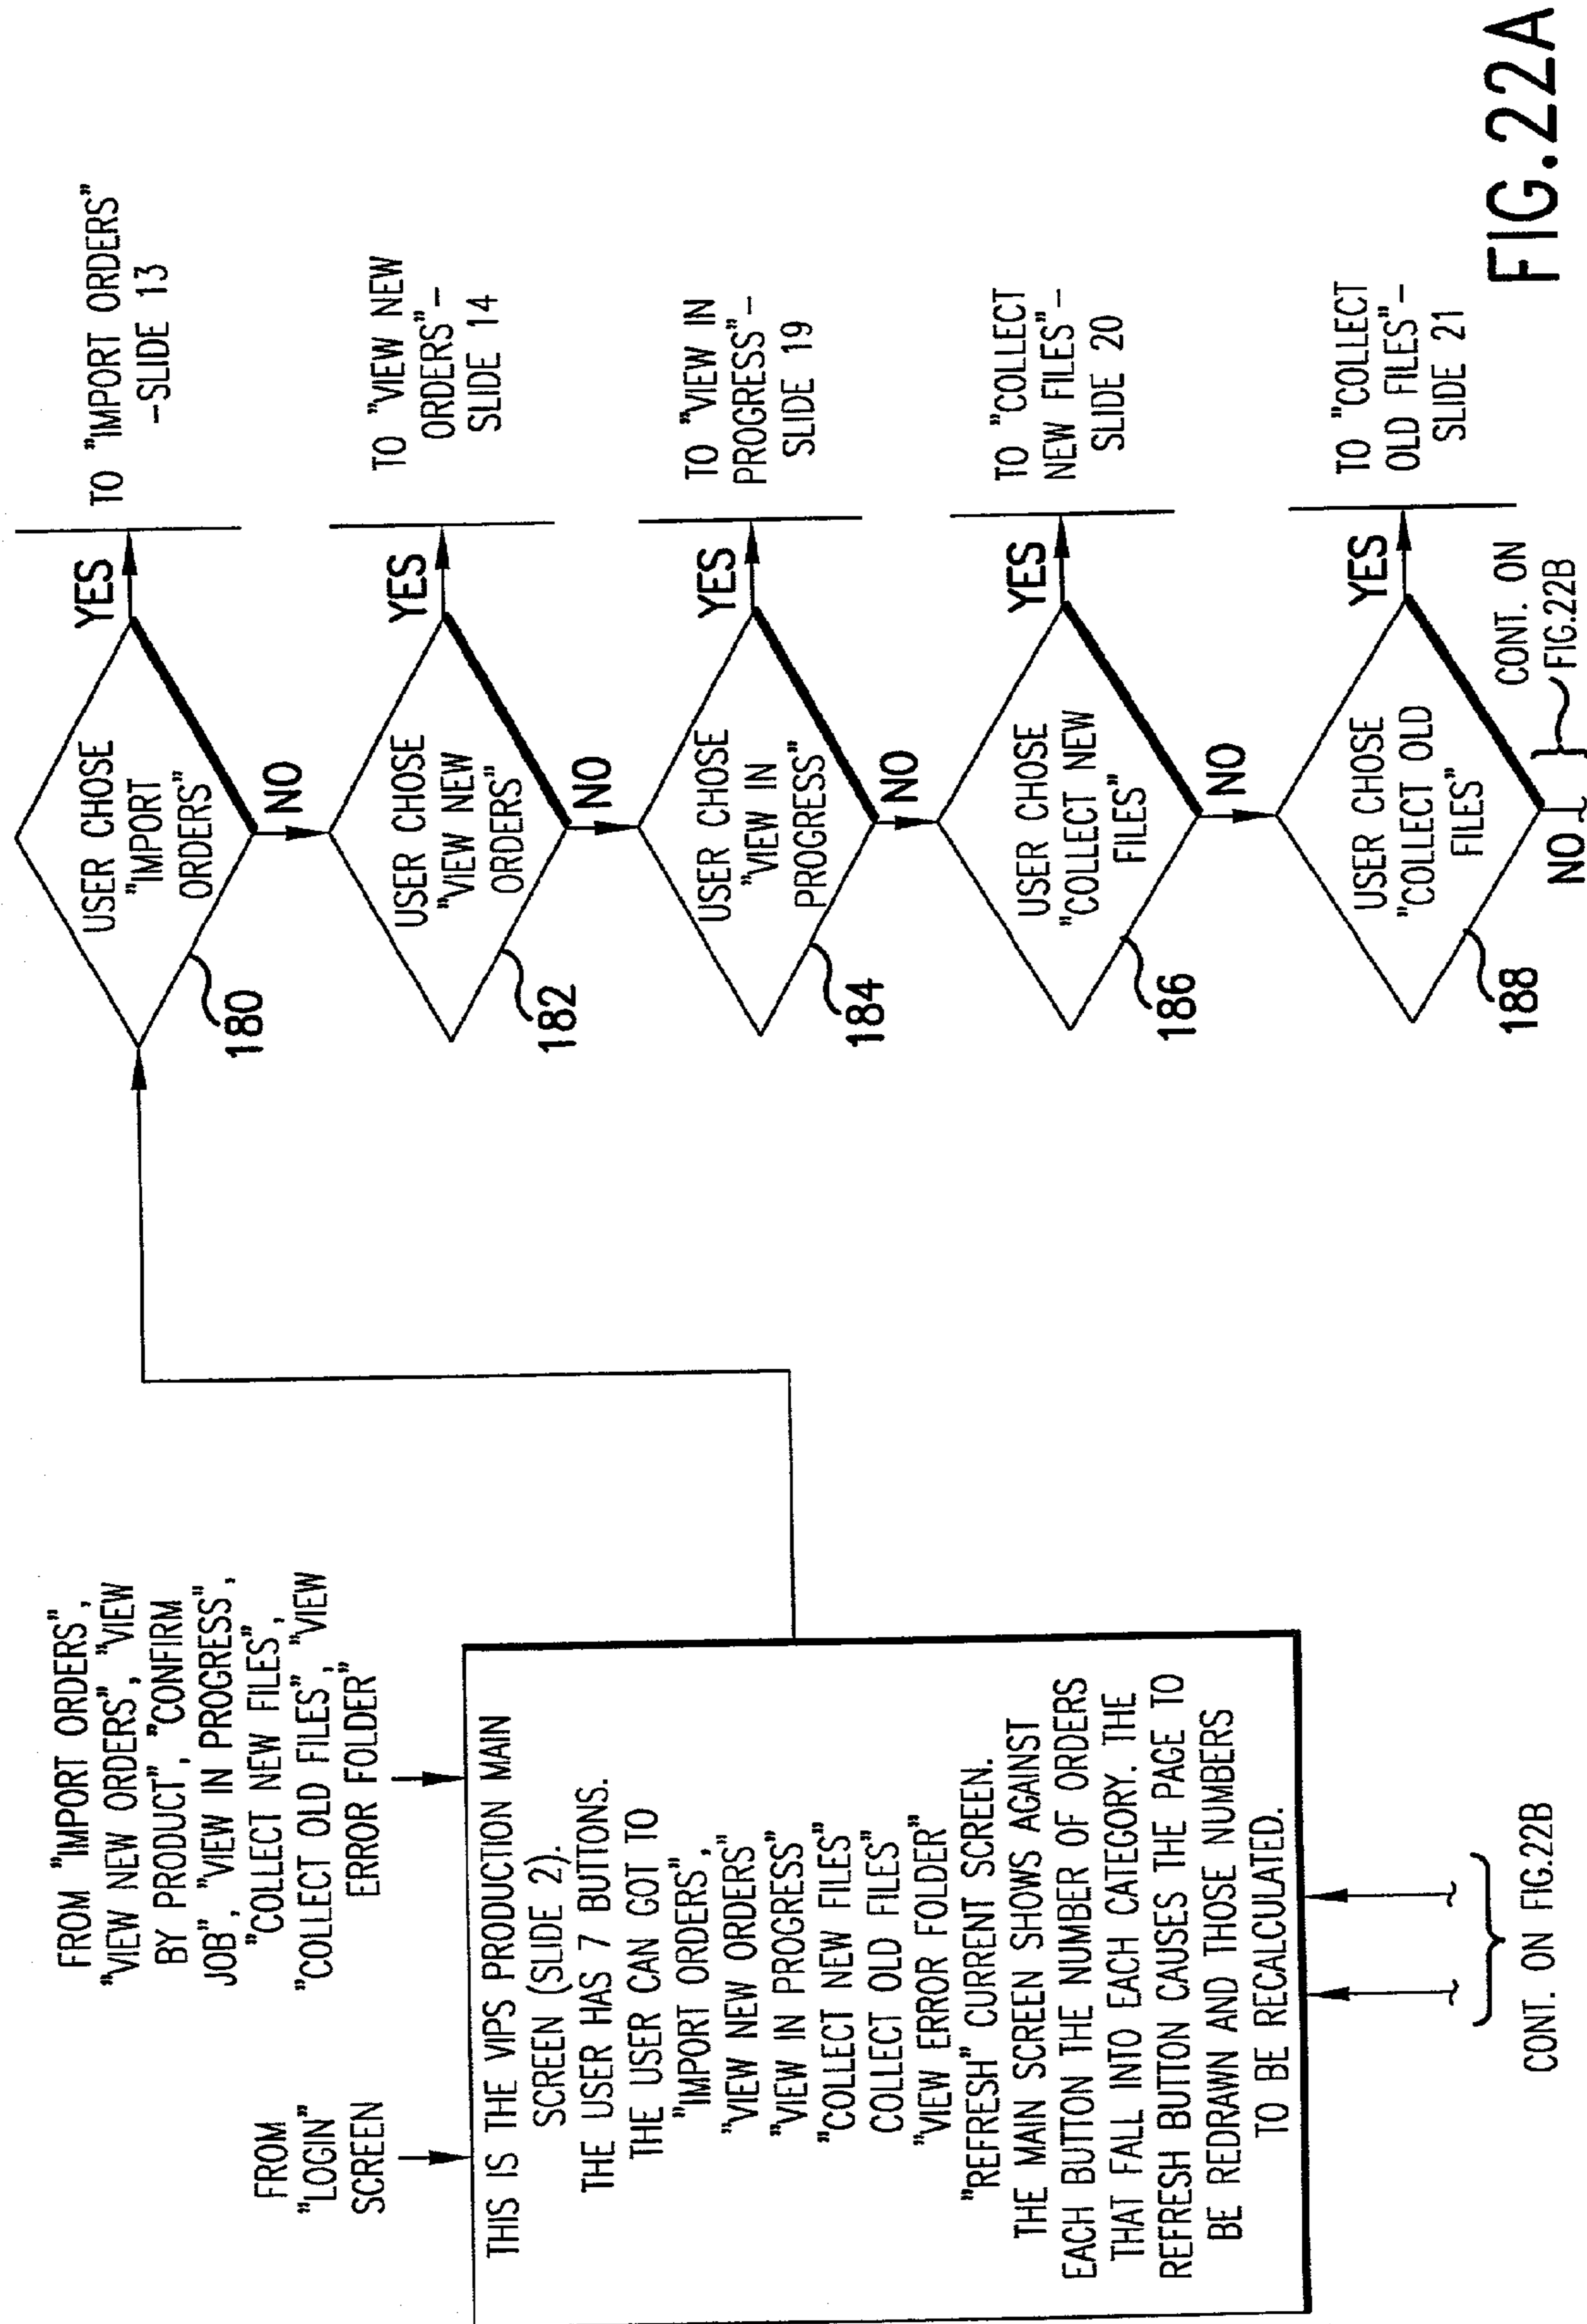 FROM
"LOGIN"
SCREEN
FROM "IMPORT ORDERS",
"VIEW NEW ORDERS", "VIEW
BY PRODUCT", "CONFIRM
JOB", "VIEW IN PROGRESS",
"COLLECT NEW FILES",
"COLLECT OLD FILES", "VIEW
ERROR FOLDER"
THIS IS THE VIPS PRODUCTION MAIN
SCREEN (SLIDE 2).
THE USER HAS 7 BUTTONS.
THE USER CAN GOT TO
"IMPORT ORDERS",
"VIEW NEW ORDERS"
"VIEW IN PROGRESS"
"COLLECT NEW FILES"
COLLECT OLD FILES"
"VIEW ERROR FOLDER"
"REFRESH" CURRENT SCREEN.
THE MAIN SCREEN SHOWS AGAINST
EACH BUTTON THE NUMBER OF ORDERS
THAT FALL INTO EACH CATEGORY. THE
REFRESH BUTTON CAUSES THE PAGE TO
BE REDRAWN AND THOSE NUMBERS
TO BE RECALCULATED.
CONT. ON FIG.22B
USER CHOSE
"IMPORT
ORDERS"
180
YES
TO "IMPORT ORDERS"
-SLIDE 13
NO
USER CHOSE
"VIEW NEW
ORDERS"
182
YES
TO "VIEW NEW
ORDERS"-
SLIDE 14
NO
USER CHOSE
"VIEW IN
PROGRESS"
184
YES
TO "VIEW IN
PROGRESS"-
SLIDE 19
NO
USER CHOSE
"COLLECT NEW
FILES"
186
YES
TO "COLLECT
NEW FILES"-
SLIDE 20
NO
USER CHOSE
"COLLECT OLD
FILES"
188
YES
TO "COLLECT
OLD FILES"-
SLIDE 21
NO
CONT. ON
FIG.22B
FIG.22A